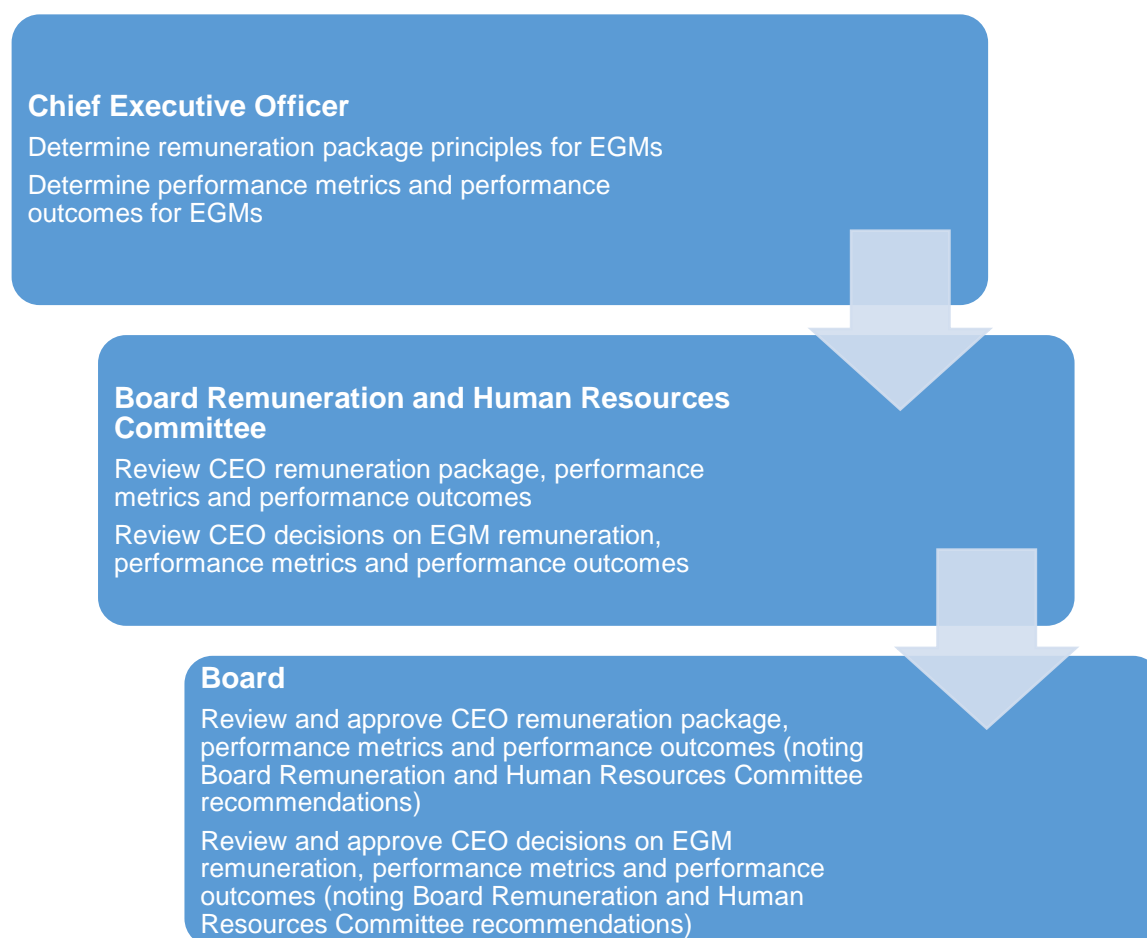 Chief Executive Officer
Determine remuneration package principles for EGMs
Determine performance metrics and performance
outcomes for EGMs
Board Remuneration and Human Resources
Committee
Review CEO remuneration package, performance
metrics and performance outcomes
Review CEO decisions on EGM remuneration,
performance metrics and performance outcomes
Board
Review and approve CEO remuneration package,
performance metrics and performance outcomes (noting
Board Remuneration and Human Resources Committee
recommendations)
Review and approve CEO decisions on EGM
remuneration, performance metrics and performance
outcomes (noting Board Remuneration and Human
Resources Committee recommendations)